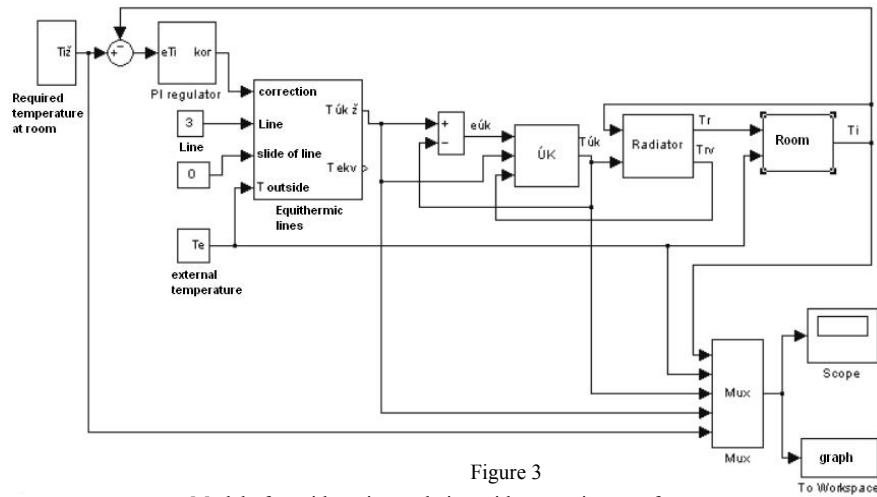 Tiž
+
−
eTi kor
PI regulator
Required
temperature
at room
3
Line
0
Te
external
temperature
correction
Line
slide of line
T outside
T úk ž
T ekv
Equithermic
lines
+
−
eúk
ÚK
Túk
Radiator
Tr
Trv
Room
Ti
Mux
Mux
Scope
graph
To Workspace
Figure 3